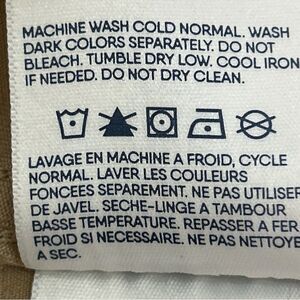 MACHINE WASH COLD NORMAL. WASH
DARK COLORS SEPARATELY. DO NOT
BLEACH. TUMBLE DRY LOW. COOL IRON
IF NEEDED. DO NOT DRY CLEAN.
LAVAGE EN MACHINE A FROID, CYCLE
NORMAL. LAVER LES COULEURS
FONCEES SEPAREMENT. NE PAS UTILISER
DE JAVEL. SECHE-LINGE A TAMBOUR
BASSE TEMPERATURE. REPASSER A FER
FROID SI NECESSAIRE. NE PAS NETTOYE
A SEC.